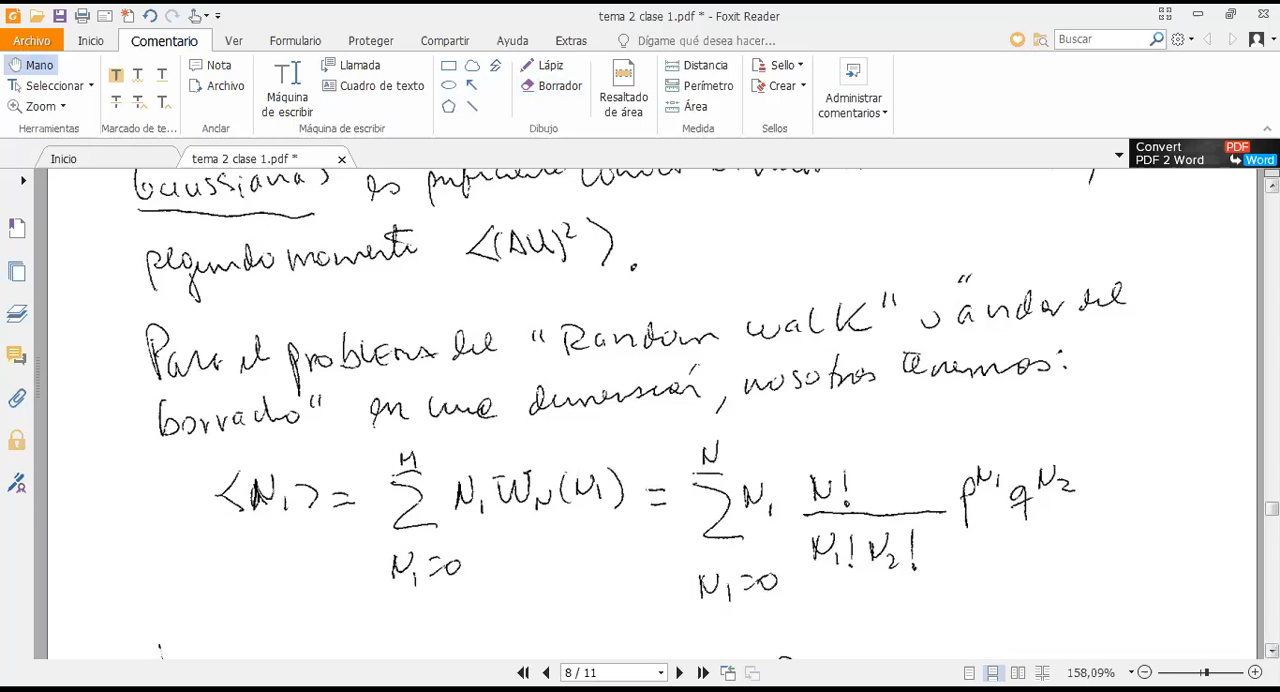 tema 2 clase 1.pdf * - Foxit Reader
Archivo Inicio Comentario Ver Formulario Proteger Compartir Ayuda Extras Dígame qué desea hacer... Buscar
Mano
Seleccionar
Zoom
Herramientas
Marcado de te...
Nota
Archivo
Anclar
Máquina de escribir
Llamada
Cuadro de texto
Máquina de escribir
Lápiz
Borrador
Dibujo
Resaltado de área
Distancia
Perímetro
Área
Medida
Sello
Crear
Sellos
Administrar comentarios
Inicio
tema 2 clase 1.pdf *
Convert PDF
PDF 2 Word Word
Gaussianas es suficiente
segundo momento <(ΔU)²>.
Para el problema del "Random walk" o "andar del
borracho" en una dimensión, nosotros tenemos:
<N₁> = ∑_{N₁=0}^{N} N₁ W_N(N₁) = ∑_{N₁=0}^{N} N₁ N!/(N₁! N₂!) p^{N₁} q^{N₂}
8 / 11
158,09%